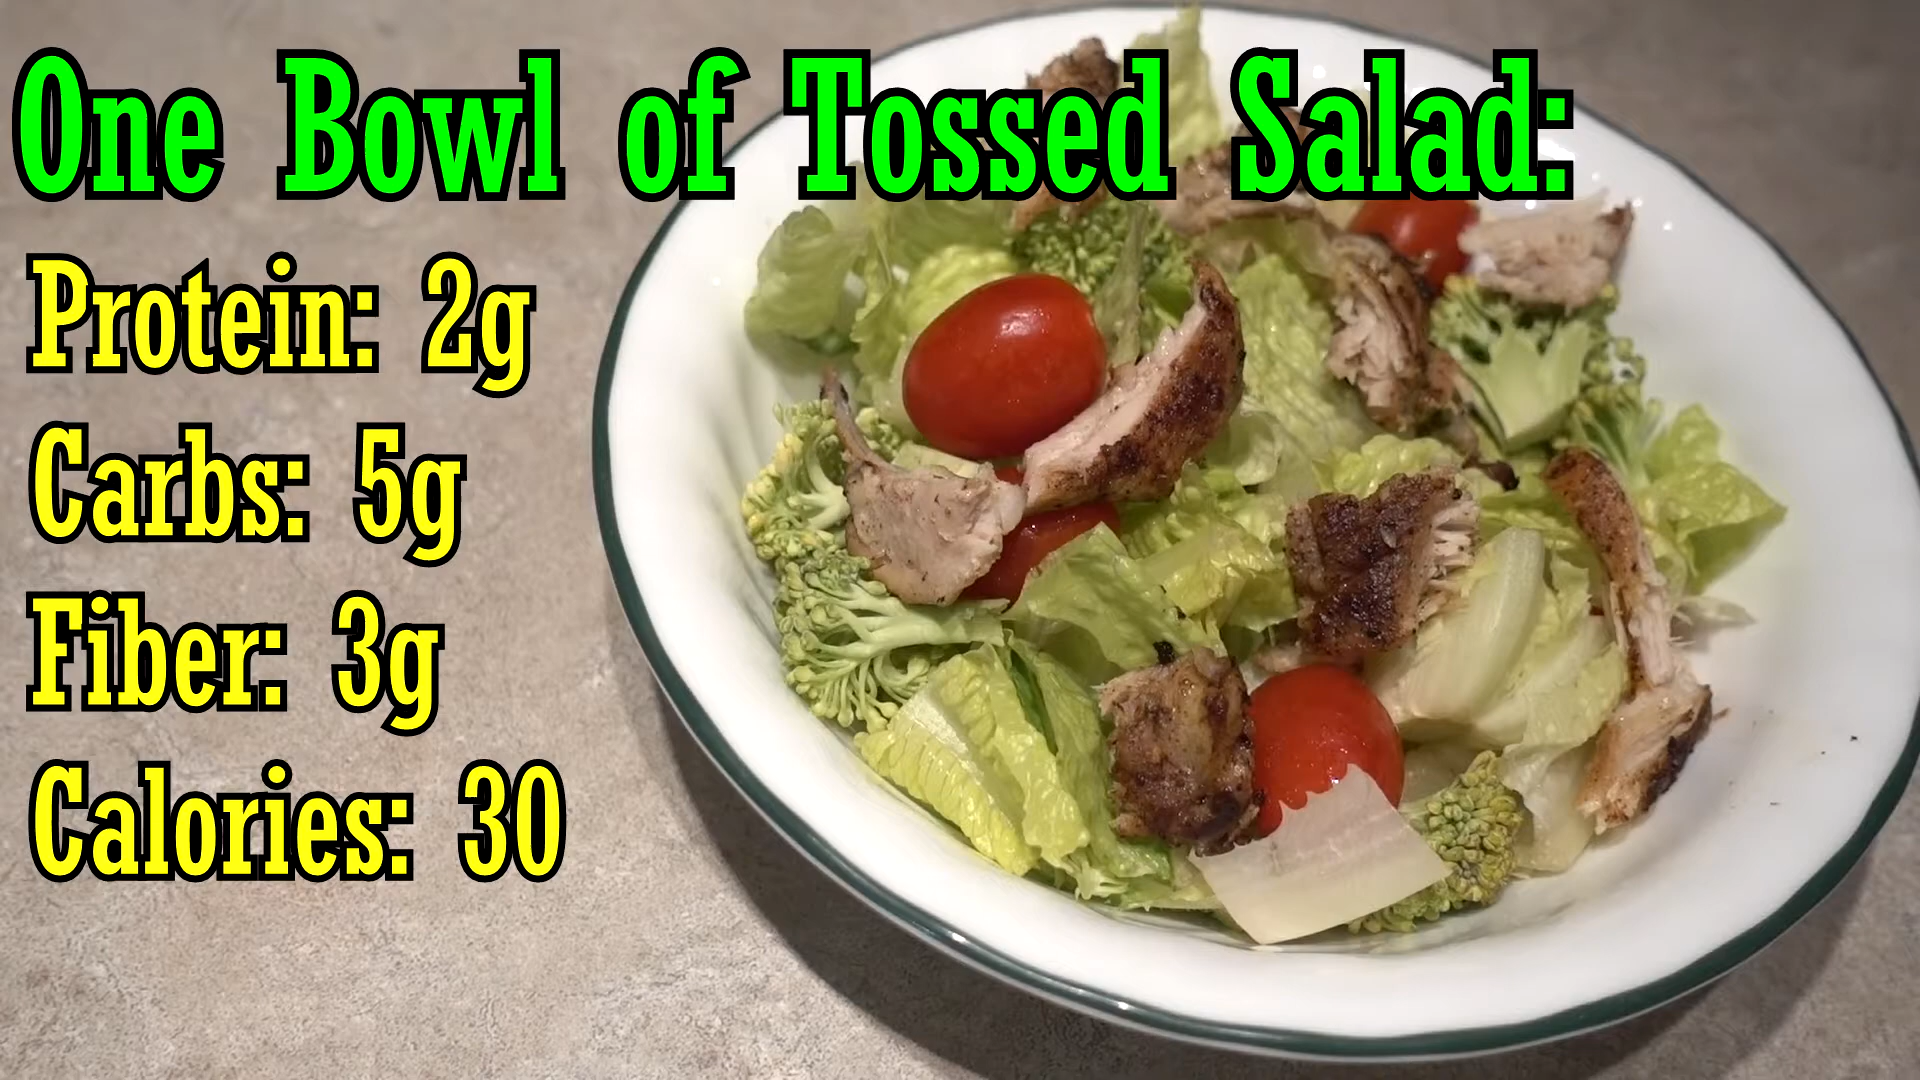 One Bowl of Tossed Salad:
Protein: 2g
Carbs: 5g
Fiber: 3g
Calories: 30